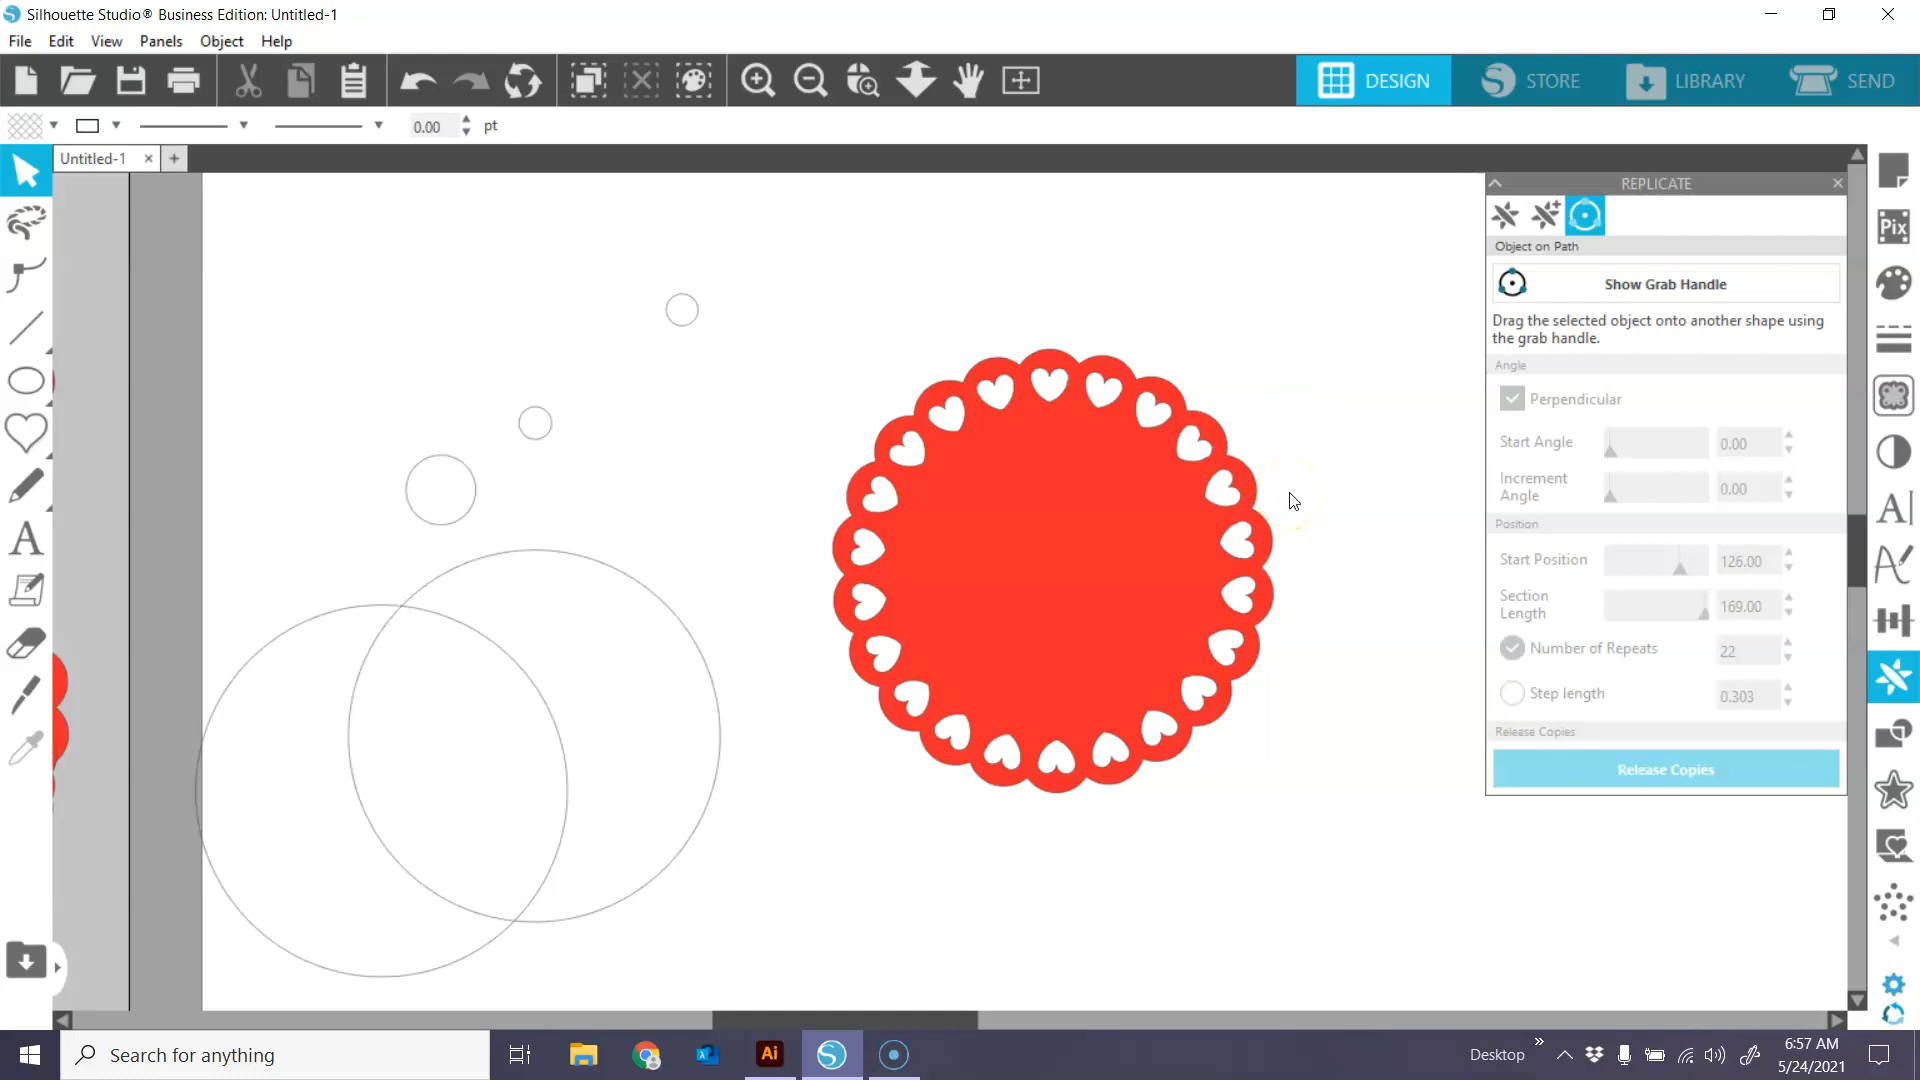 Silhouette Studio® Business Edition: Untitled-1
File Edit View Panels Object Help
DESIGN STORE LIBRARY SEND
0.00 pt
Untitled-1
REPLICATE
Pix
Object on Path
Show Grab Handle
Drag the selected object onto another shape using
the grab handle.
Angle
Perpendicular
Start Angle 0.00
Increment
Angle 0.00
Position
Start Position 126.00
Section
Length 169.00
Number of Repeats 22
Step length 0.303
Release Copies
Release Copies
Search for anything
Ai
Desktop
6:57 AM
5/24/2021